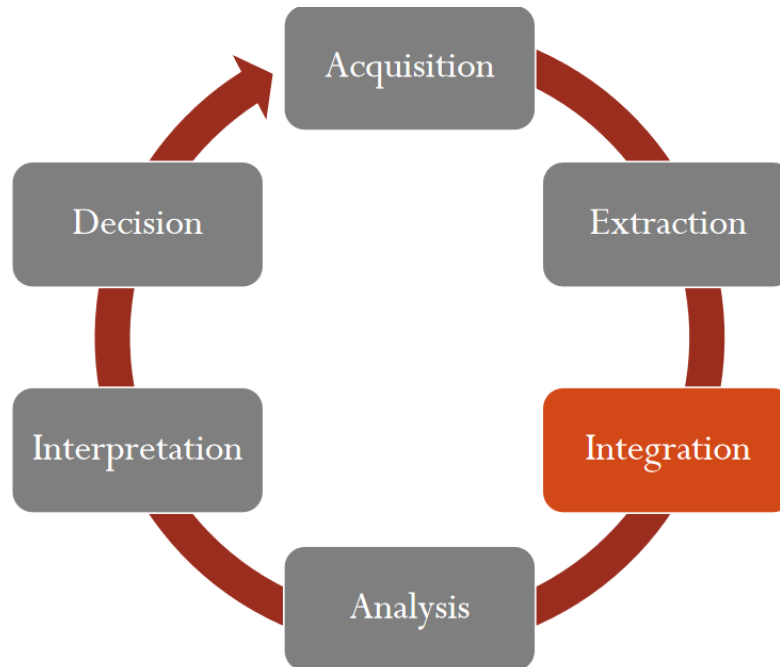 Acquisition
Extraction
Integration
Analysis
Interpretation
Decision